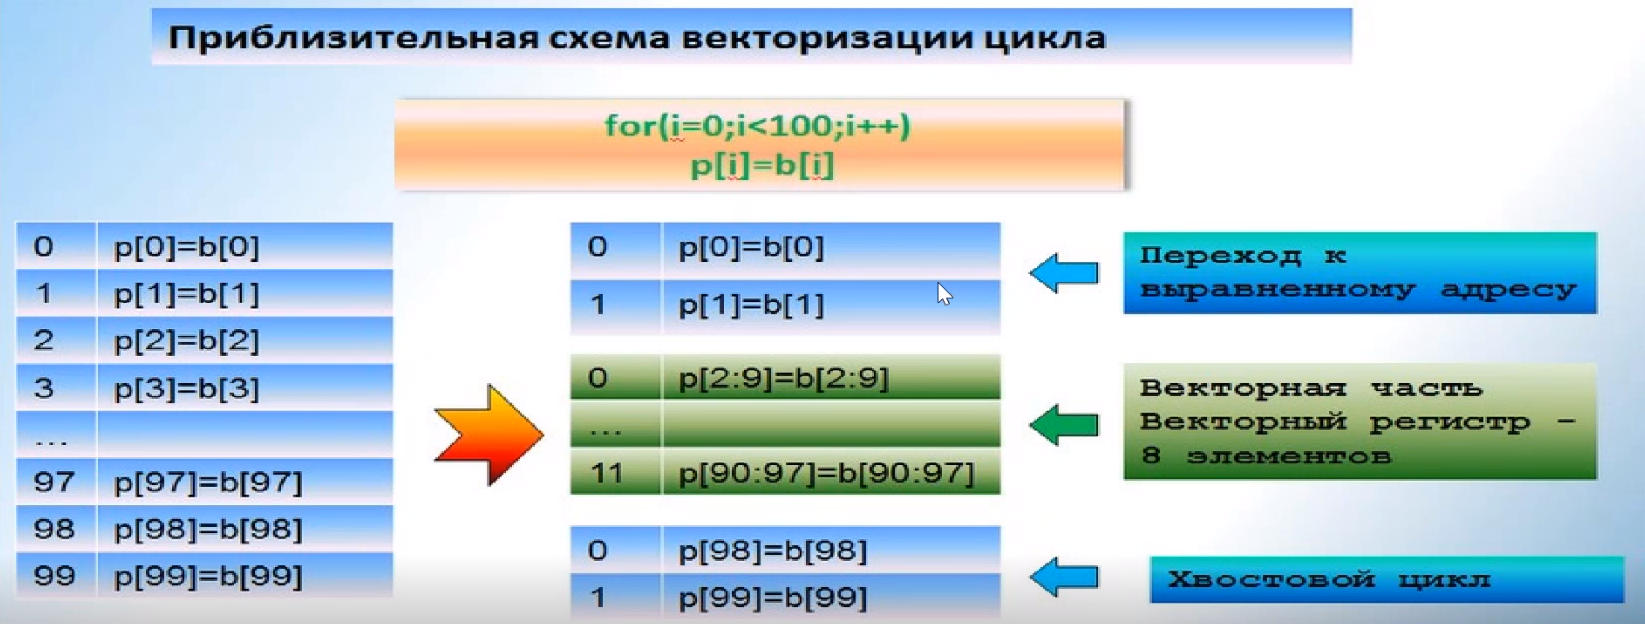 Приблизительная схема векторизации цикла
for(i=0;i<100;i++)
p[i]=b[i]
0 p[0]=b[0]
1 p[1]=b[1]
2 p[2]=b[2]
3 p[3]=b[3]
...
97 p[97]=b[97]
98 p[98]=b[98]
99 p[99]=b[99]
0 p[0]=b[0]
1 p[1]=b[1]
0 p[2:9]=b[2:9]
...
11 p[90:97]=b[90:97]
0 p[98]=b[98]
1 p[99]=b[99]
Переход к
выравненному адресу
Векторная часть
Векторный регистр -
8 элементов
Хвостовой цикл